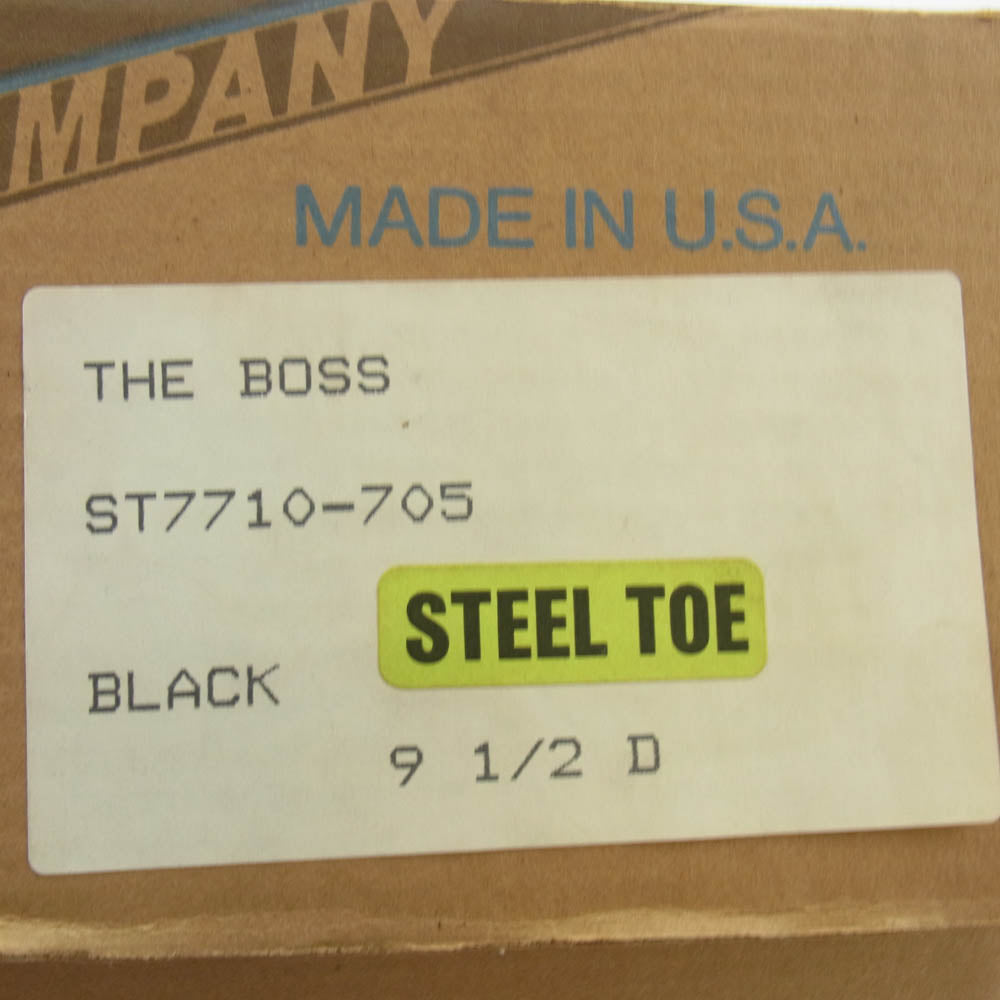 MPANY
MADE IN U.S.A.
THE BOSS
ST7710-705
STEEL TOE
BLACK
9 1/2 D